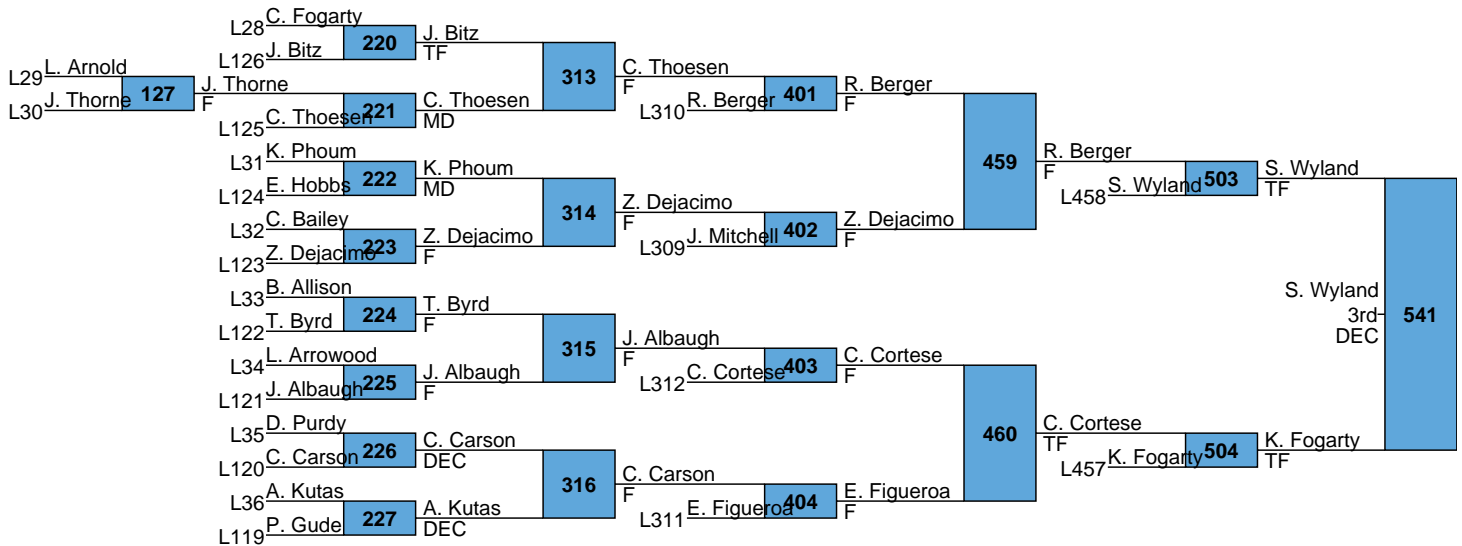 L29 L. Arnold
L30 J. Thorne
127
J. Thorne
F
L28 C. Fogarty
L126 J. Bitz
220
J. Bitz
TF
L125 C. Thoesen
221
C. Thoesen
MD
L31 K. Phoum
L124 E. Hobbs
222
K. Phoum
MD
L32 C. Bailey
L123 Z. Dejacimo
223
Z. Dejacimo
F
L33 B. Allison
L122 T. Byrd
224
T. Byrd
F
L34 L. Arrowood
L121 J. Albaugh
225
J. Albaugh
F
L35 D. Purdy
L120 C. Carson
226
C. Carson
DEC
L36 A. Kutas
L119 P. Gude
227
A. Kutas
DEC
313
C. Thoesen
F
314
Z. Dejacimo
F
315
J. Albaugh
F
316
C. Carson
F
L310 R. Berger
401
R. Berger
F
L309 J. Mitchell
402
Z. Dejacimo
F
L312 C. Cortese
403
C. Cortese
F
L311 E. Figueroa
404
E. Figueroa
F
459
R. Berger
F
460
C. Cortese
TF
L458 S. Wyland
503
S. Wyland
TF
L457 K. Fogarty
504
K. Fogarty
TF
541
S. Wyland
3rd
DEC